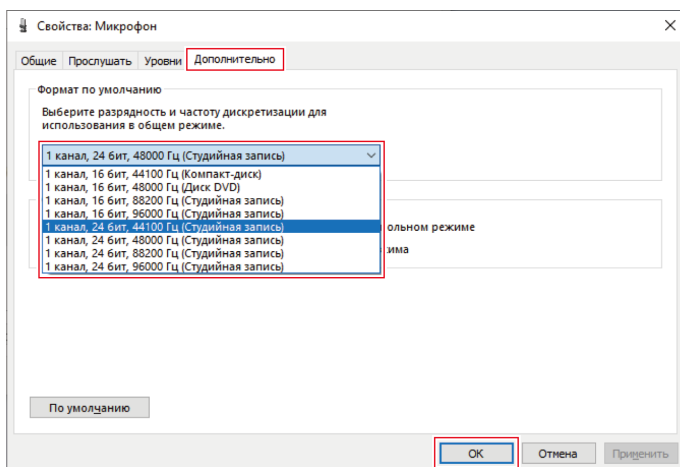 Свойства: Микрофон
Общие Прослушать Уровни Дополнительно
Формат по умолчанию
Выберите разрядность и частоту дискретизации для
использования в общем режиме.
1 канал, 24 бит, 48000 Гц (Студийная запись)
1 канал, 16 бит, 44100 Гц (Компакт-диск)
1 канал, 16 бит, 48000 Гц (Диск DVD)
1 канал, 16 бит, 88200 Гц (Студийная запись)
1 канал, 16 бит, 96000 Гц (Студийная запись)
1 канал, 24 бит, 44100 Гц (Студийная запись)
ольном режиме
1 канал, 24 бит, 48000 Гц (Студийная запись)
1 канал, 24 бит, 88200 Гц (Студийная запись)
има
1 канал, 24 бит, 96000 Гц (Студийная запись)
По умолчанию
ОК Отмена Применить